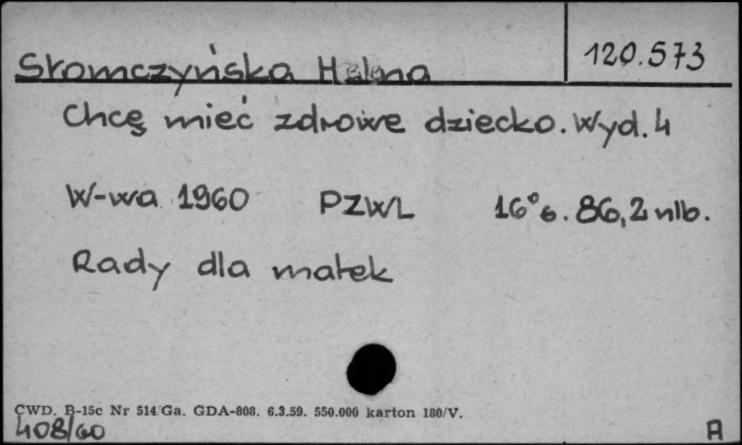 120.573
Słomczyńska Halina
Chcę mieć zdrowe dziecko. Wyd. 4
W-wa 1960 PZWL 16° s. 86, 2 nlb.
Rady dla matek
CWD. B-15c Nr 514/Ga. GDA-808. 6.3.59. 550.000 karton 180/V.
408/60
A